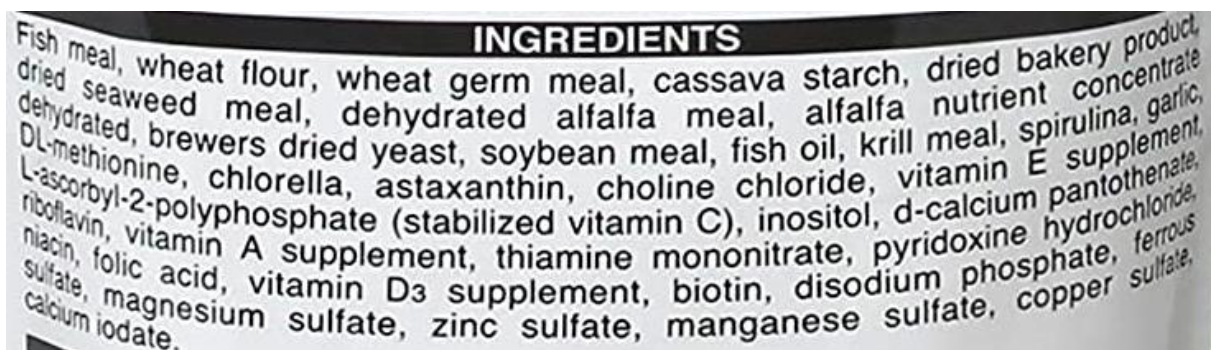 INGREDIENTS
Fish meal, wheat flour, wheat germ meal, cassava starch, dried bakery product,
dried seaweed meal, dehydrated alfalfa meal, alfalfa nutrient concentrate
dehydrated, brewers dried yeast, soybean meal, fish oil, krill meal, spirulina, garlic,
DL-methionine, chlorella, astaxanthin, choline chloride, vitamin E supplement,
L-ascorbyl-2-polyphosphate (stabilized vitamin C), inositol, d-calcium pantothenate,
riboflavin, vitamin A supplement, thiamine mononitrate, pyridoxine hydrochloride,
niacin, folic acid, vitamin D3 supplement, biotin, disodium phosphate, ferrous
sulfate, magnesium sulfate, zinc sulfate, manganese sulfate, copper sulfate,
calcium iodate.